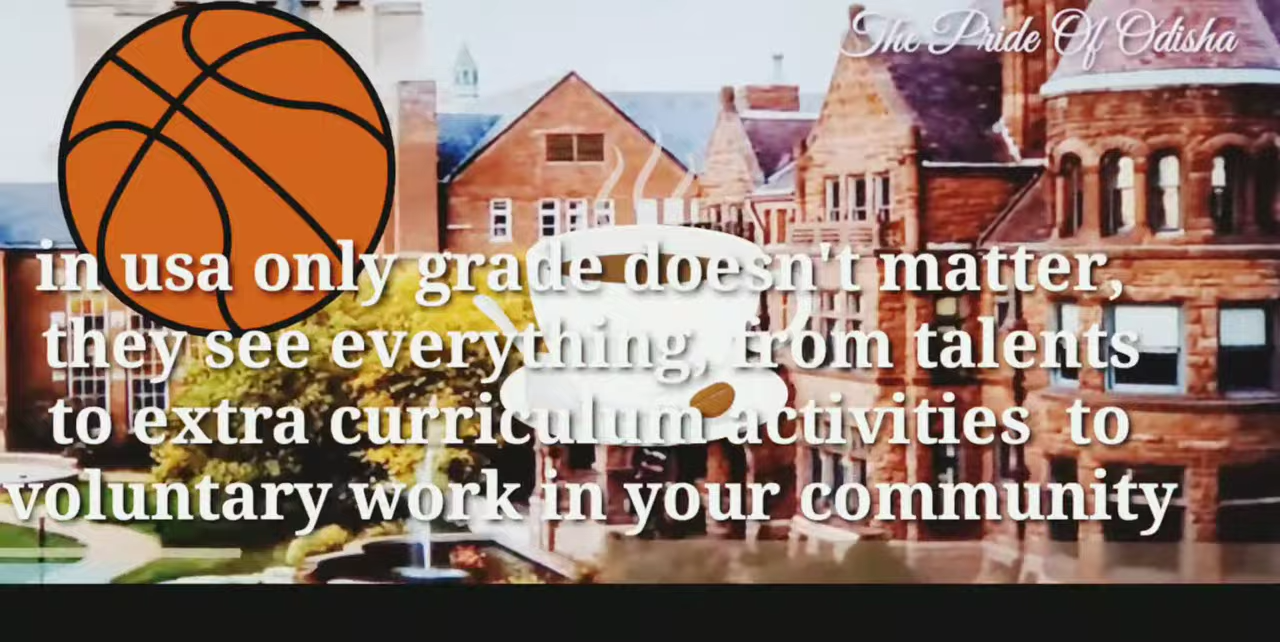 The Pride Of Odisha
in usa only grade doesn't matter,
they see everything, from talents
to extra curriculum activities to
voluntary work in your community